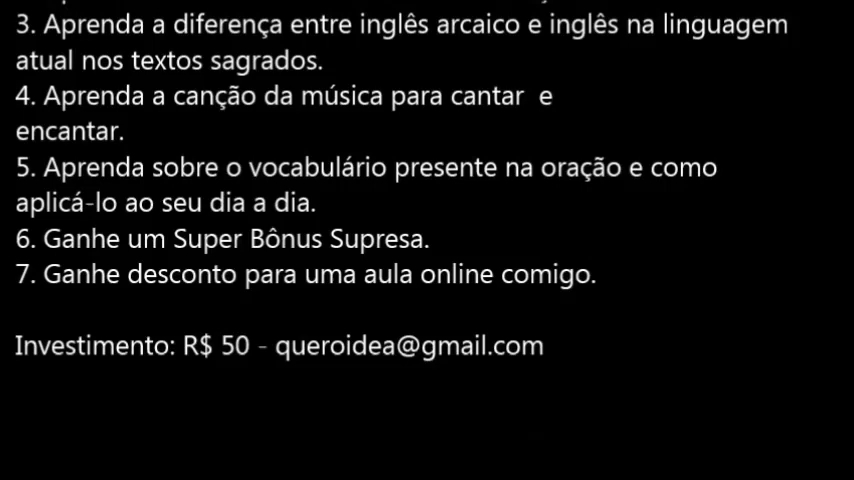 3. Aprenda a diferença entre inglês arcaico e inglês na linguagem
atual nos textos sagrados.
4. Aprenda a canção da música para cantar  e
encantar.
5. Aprenda sobre o vocabulário presente na oração e como
aplicá-lo ao seu dia a dia.
6. Ganhe um Super Bônus Supresa.
7. Ganhe desconto para uma aula online comigo.
Investimento: R$ 50 - queroidea@gmail.com